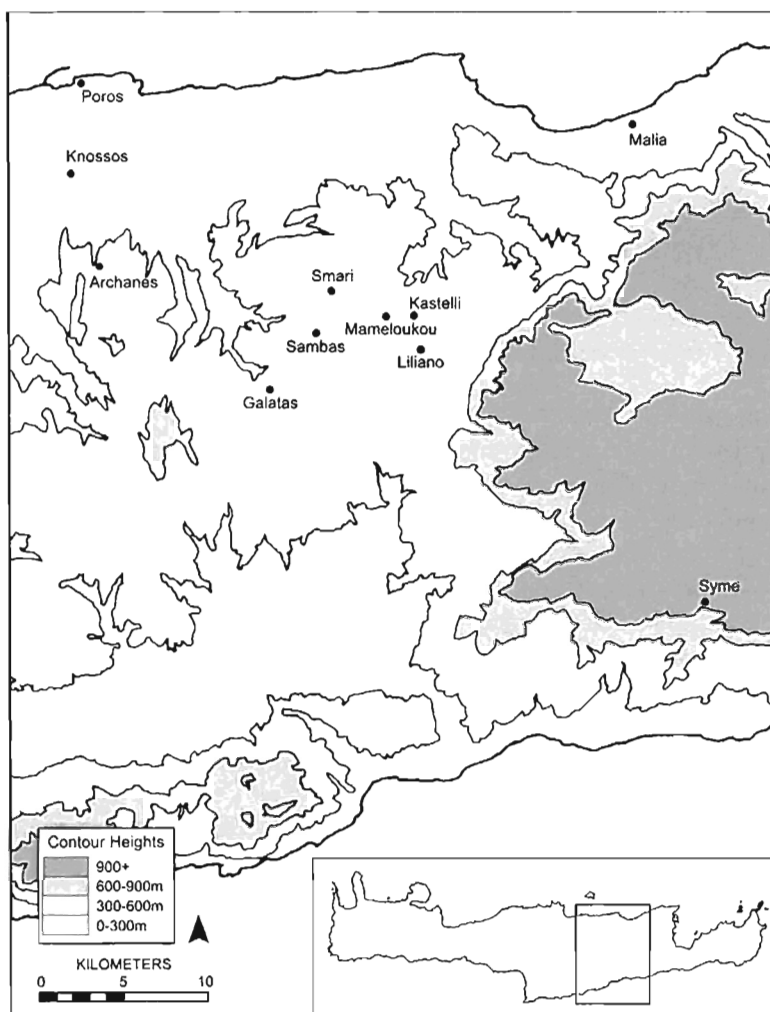 Poros
Malia
Knossos
Archanes
Smari
Kastelli
Mameloukou
Sambas
Liliano
Galatas
Syme
Contour Heights
900+
600-900m
300-600m
0-300m
KILOMETERS
0 5 10